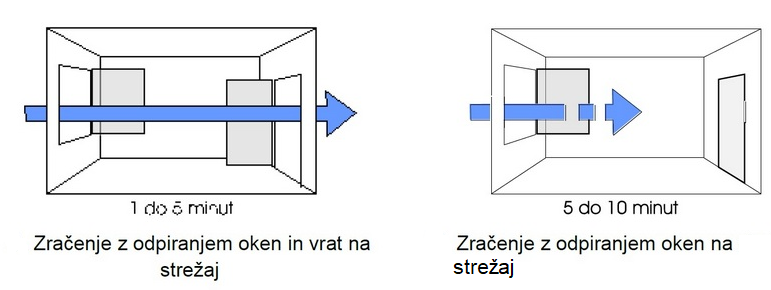 1 do 5 minut
Zračenje z odpiranjem oken in vrat na
strežaj
5 do 10 minut
Zračenje z odpiranjem oken na
strežaj